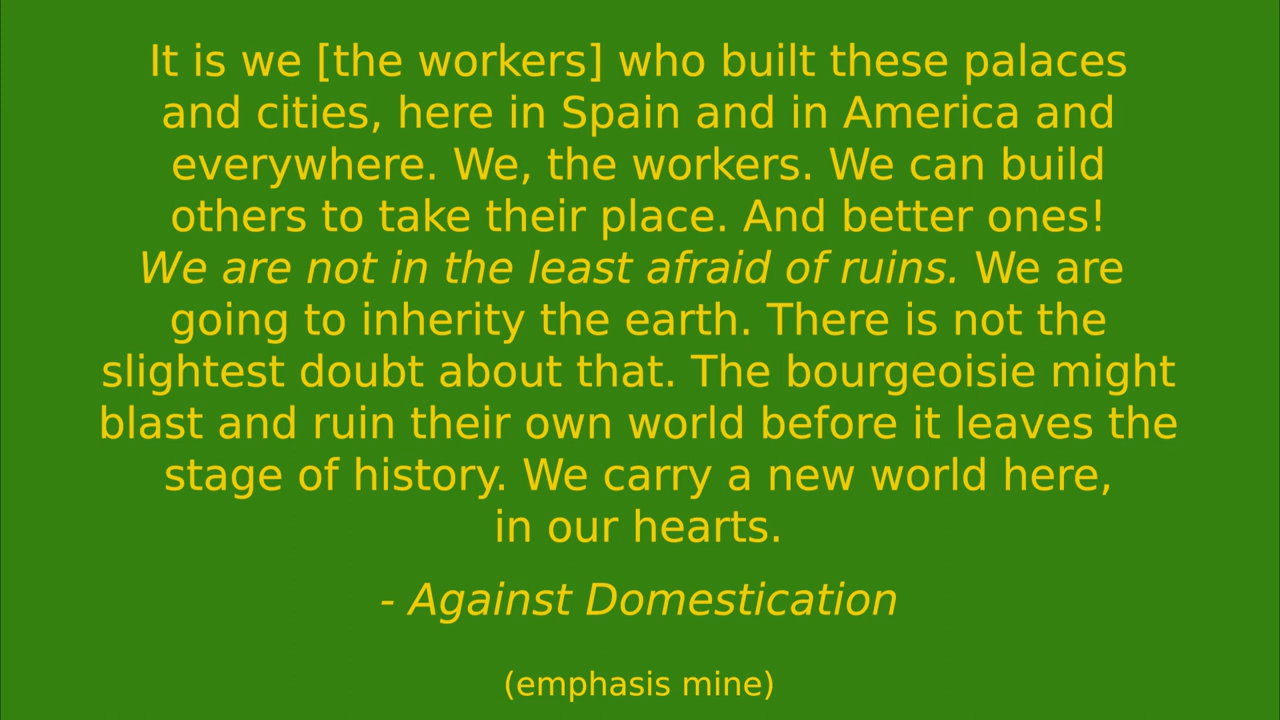 It is we [the workers] who built these palaces
and cities, here in Spain and in America and
everywhere. We, the workers. We can build
others to take their place. And better ones!
We are not in the least afraid of ruins. We are
going to inherity the earth. There is not the
slightest doubt about that. The bourgeoisie might
blast and ruin their own world before it leaves the
stage of history. We carry a new world here,
in our hearts.
- Against Domestication
(emphasis mine)